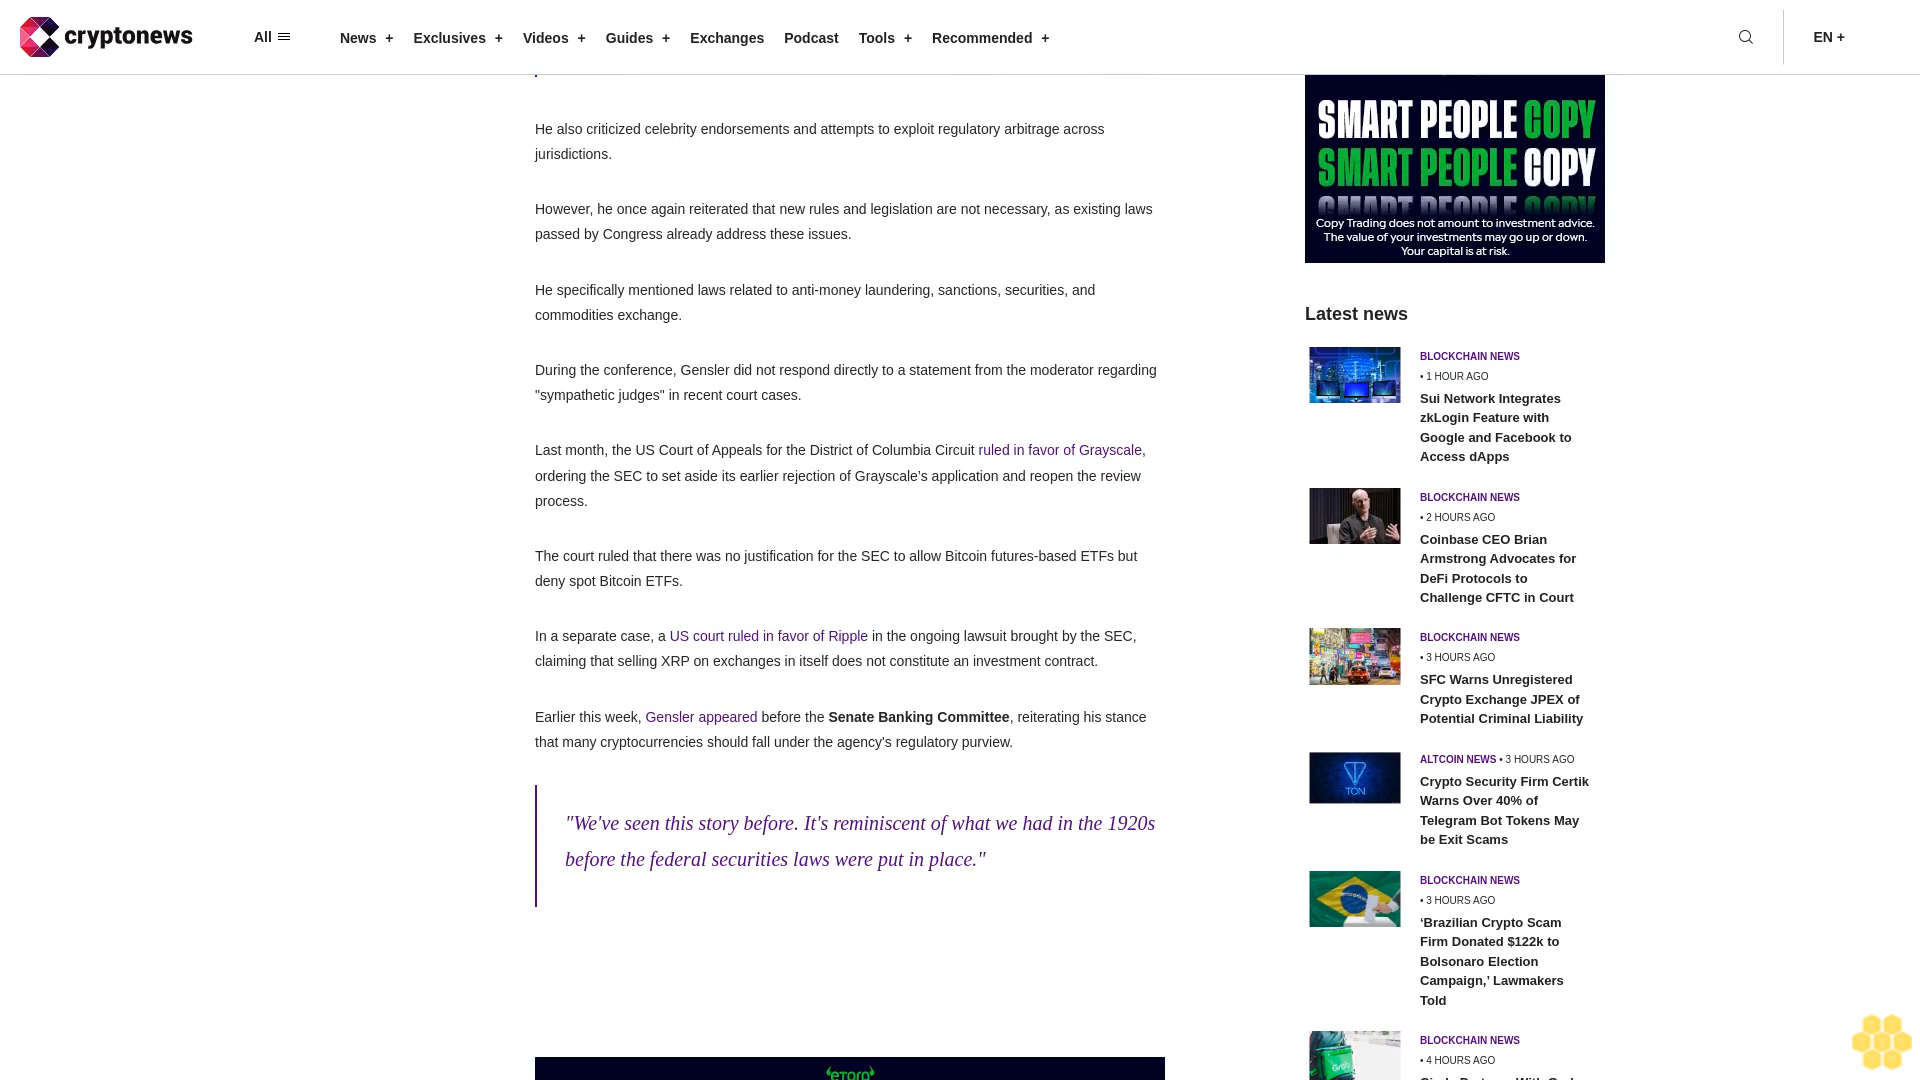 cryptonews
All
News +
Exclusives +
Videos +
Guides +
Exchanges
Podcast
Tools +
Recommended +
EN +
He also criticized celebrity endorsements and attempts to exploit regulatory arbitrage across
jurisdictions.
However, he once again reiterated that new rules and legislation are not necessary, as existing laws
passed by Congress already address these issues.
He specifically mentioned laws related to anti-money laundering, sanctions, securities, and
commodities exchange.
During the conference, Gensler did not respond directly to a statement from the moderator regarding
"sympathetic judges" in recent court cases.
Last month, the US Court of Appeals for the District of Columbia Circuit ruled in favor of Grayscale,
ordering the SEC to set aside its earlier rejection of Grayscale’s application and reopen the review
process.
The court ruled that there was no justification for the SEC to allow Bitcoin futures-based ETFs but
deny spot Bitcoin ETFs.
In a separate case, a US court ruled in favor of Ripple in the ongoing lawsuit brought by the SEC,
claiming that selling XRP on exchanges in itself does not constitute an investment contract.
Earlier this week, Gensler appeared before the Senate Banking Committee, reiterating his stance
that many cryptocurrencies should fall under the agency's regulatory purview.
"We've seen this story before. It's reminiscent of what we had in the 1920s
before the federal securities laws were put in place."
eToro
SMART PEOPLE COPY
SMART PEOPLE COPY
SMART PEOPLE COPY
Copy Trading does not amount to investment advice.
The value of your investments may go up or down.
Your capital is at risk.
Latest news
BLOCKCHAIN NEWS
• 1 HOUR AGO
Sui Network Integrates
zkLogin Feature with
Google and Facebook to
Access dApps
BLOCKCHAIN NEWS
• 2 HOURS AGO
Coinbase CEO Brian
Armstrong Advocates for
DeFi Protocols to
Challenge CFTC in Court
BLOCKCHAIN NEWS
• 3 HOURS AGO
SFC Warns Unregistered
Crypto Exchange JPEX of
Potential Criminal Liability
TON
ALTCOIN NEWS • 3 HOURS AGO
Crypto Security Firm Certik
Warns Over 40% of
Telegram Bot Tokens May
be Exit Scams
BLOCKCHAIN NEWS
• 3 HOURS AGO
‘Brazilian Crypto Scam
Firm Donated $122k to
Bolsonaro Election
Campaign,’ Lawmakers
Told
Grab
BLOCKCHAIN NEWS
• 4 HOURS AGO